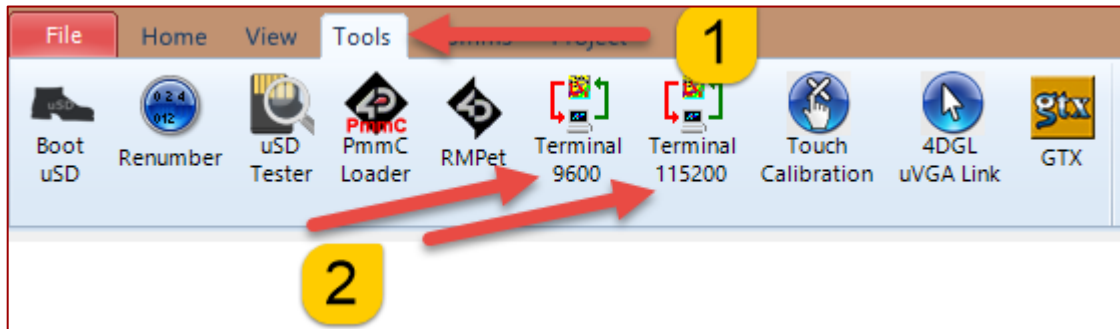 File Home View Tools Project
1
uSD
0 2 4
012
PmmC
gtx
Boot
uSD
Renumber
uSD
Tester
PmmC
Loader
RMPet
Terminal
9600
Terminal
115200
Touch
Calibration
4DGL
uVGA Link
GTX
2